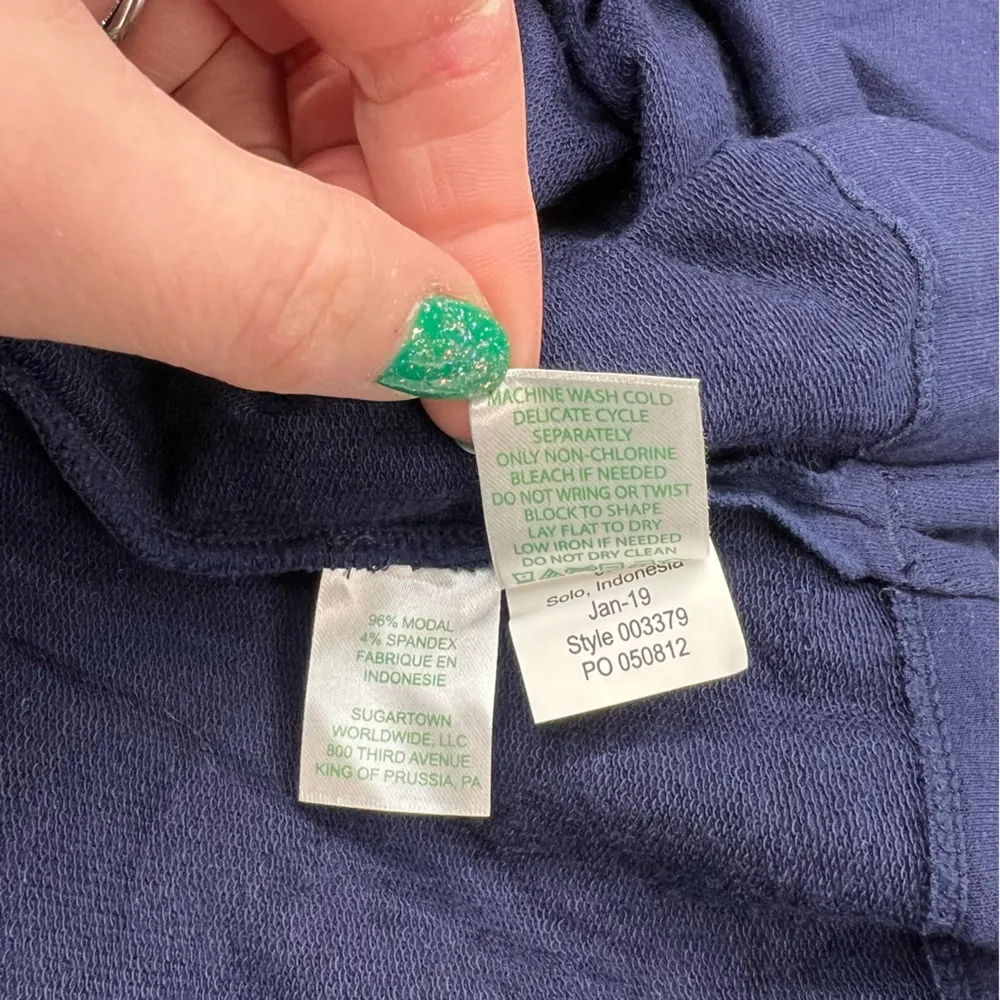 MACHINE WASH COLD
DELICATE CYCLE
SEPARATELY
ONLY NON-CHLORINE
BLEACH IF NEEDED
DO NOT WRING OR TWIST
BLOCK TO SHAPE
LAY FLAT TO DRY
LOW IRON IF NEEDED
DO NOT DRY CLEAN
Solo, Indonesia
Jan-19
Style 003379
PO 050812
96% MODAL
4% SPANDEX
FABRIQUE EN
INDONESIE
SUGARTOWN
WORLDWIDE, LLC
800 THIRD AVENUE
KING OF PRUSSIA, PA